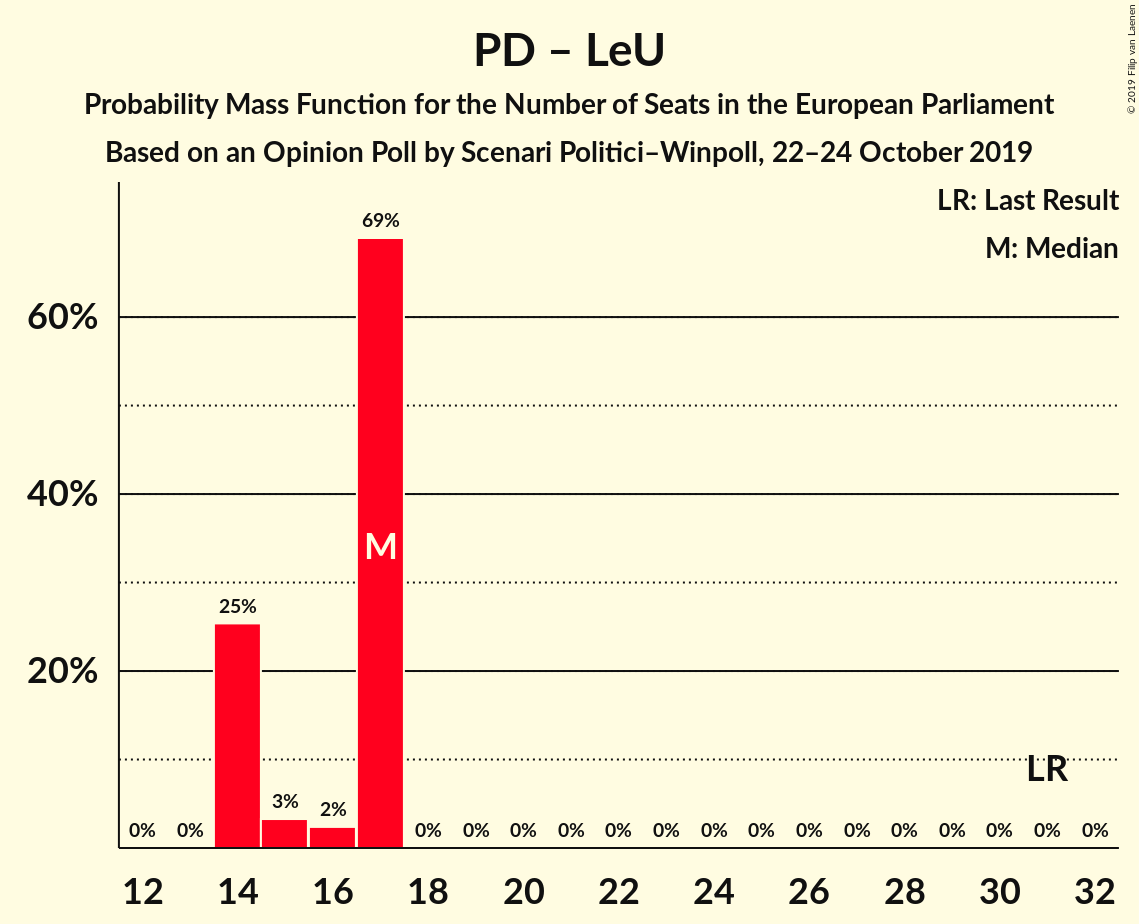 PD – LeU
Probability Mass Function for the Number of Seats in the European Parliament
Based on an Opinion Poll by Scenari Politici–Winpoll, 22–24 October 2019
© 2019 Filip van Laenen
LR: Last Result
M: Median
69%
60%
40%
M
25%
20%
LR
3%
2%
0% 0% 0% 0% 0% 0% 0% 0% 0% 0% 0% 0% 0% 0% 0% 0% 0%
12 14 16 18 20 22 24 26 28 30 32